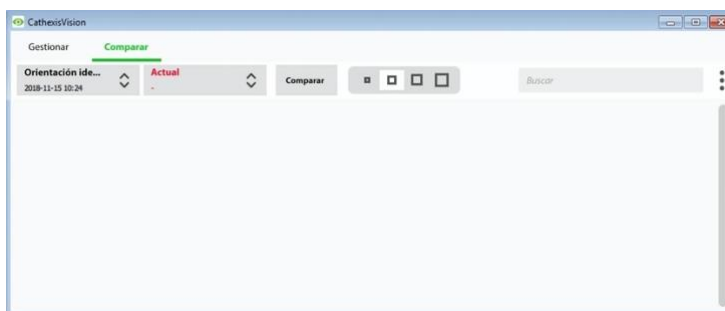 CathexisVision
Gestionar Comparar
Orientación ide... Actual Comparar Buscar
2018-11-15 10:24 -